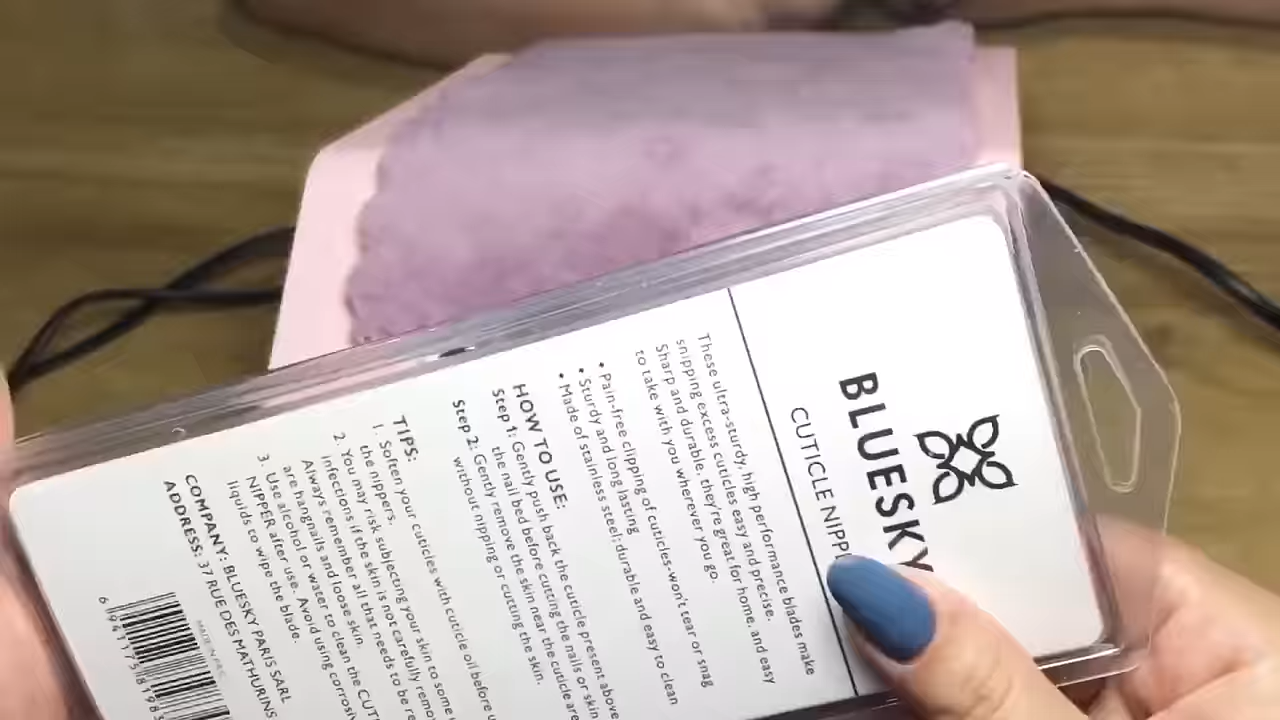 BLUESKY
CUTICLE NIPP
These ultra-sturdy, high performance blades make
snipping excess cuticles easy and precise.
Sharp and durable, they're great for home, and easy
to take with you wherever you go.
• Pain-free clipping of cuticles-won't tear or snag
• Sturdy and long lasting
• Made of stainless steel; durable and easy to clean
HOW TO USE:
Step 1: Gently push back the cuticle present above
the nail bed before cutting the nails or skin
Step 2: Gently remove the skin near the cuticle are
without nipping or cutting the skin.
TIPS:
1. Soften your cuticles with cuticle oil before u
the nippers.
2. You may risk subjecting your skin to some
infections if the skin is not carefully remov
Always remember all that needs to be re
are hangnails and loose skin.
3. Use alcohol or water to clean the CUTI
NIPPER after use. Avoid using corrosiv
liquids to wipe the blade.
COMPANY: BLUESKY PARIS SARL
ADDRESS: 37 RUE DES MATHURINS